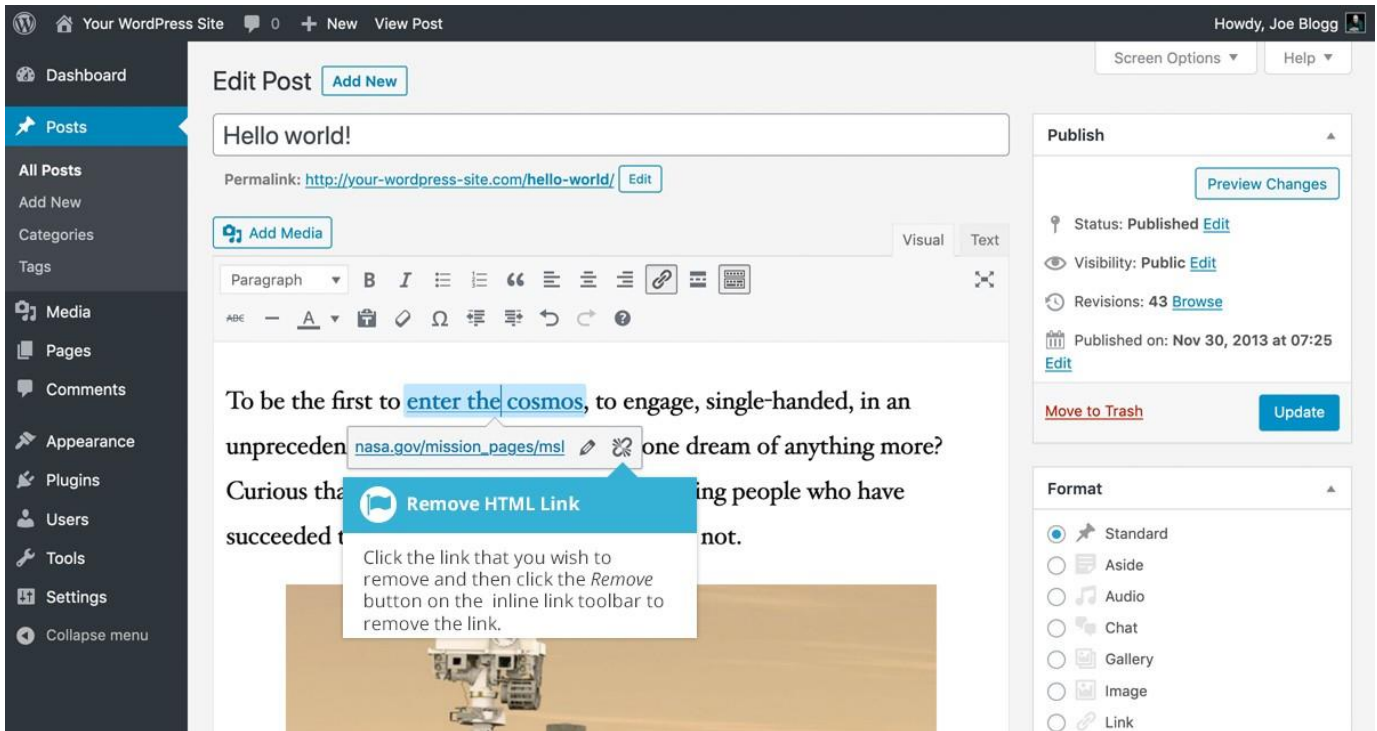 Your WordPress Site 0 + New View Post Howdy, Joe Blogg
Screen Options ▼ Help ▼
Dashboard
Posts
All Posts
Add New
Categories
Tags
Media
Pages
Comments
Appearance
Plugins
Users
Tools
Settings
Collapse menu
Edit Post Add New
Hello world!
Permalink: http://your-wordpress-site.com/hello-world/ Edit
Add Media
Visual Text
Paragraph ▼ B I
ABC A ▼ Ω
To be the first to enter the cosmos, to engage, single-handed, in an
unpreceden nasa.gov/mission_pages/msl one dream of anything more?
Curious tha ing people who have
succeeded t not.
Remove HTML Link
Click the link that you wish to
remove and then click the Remove
button on the inline link toolbar to
remove the link.
Publish
Preview Changes
Status: Published Edit
Visibility: Public Edit
Revisions: 43 Browse
Published on: Nov 30, 2013 at 07:25
Edit
Move to Trash Update
Format
Standard
Aside
Audio
Chat
Gallery
Image
Link